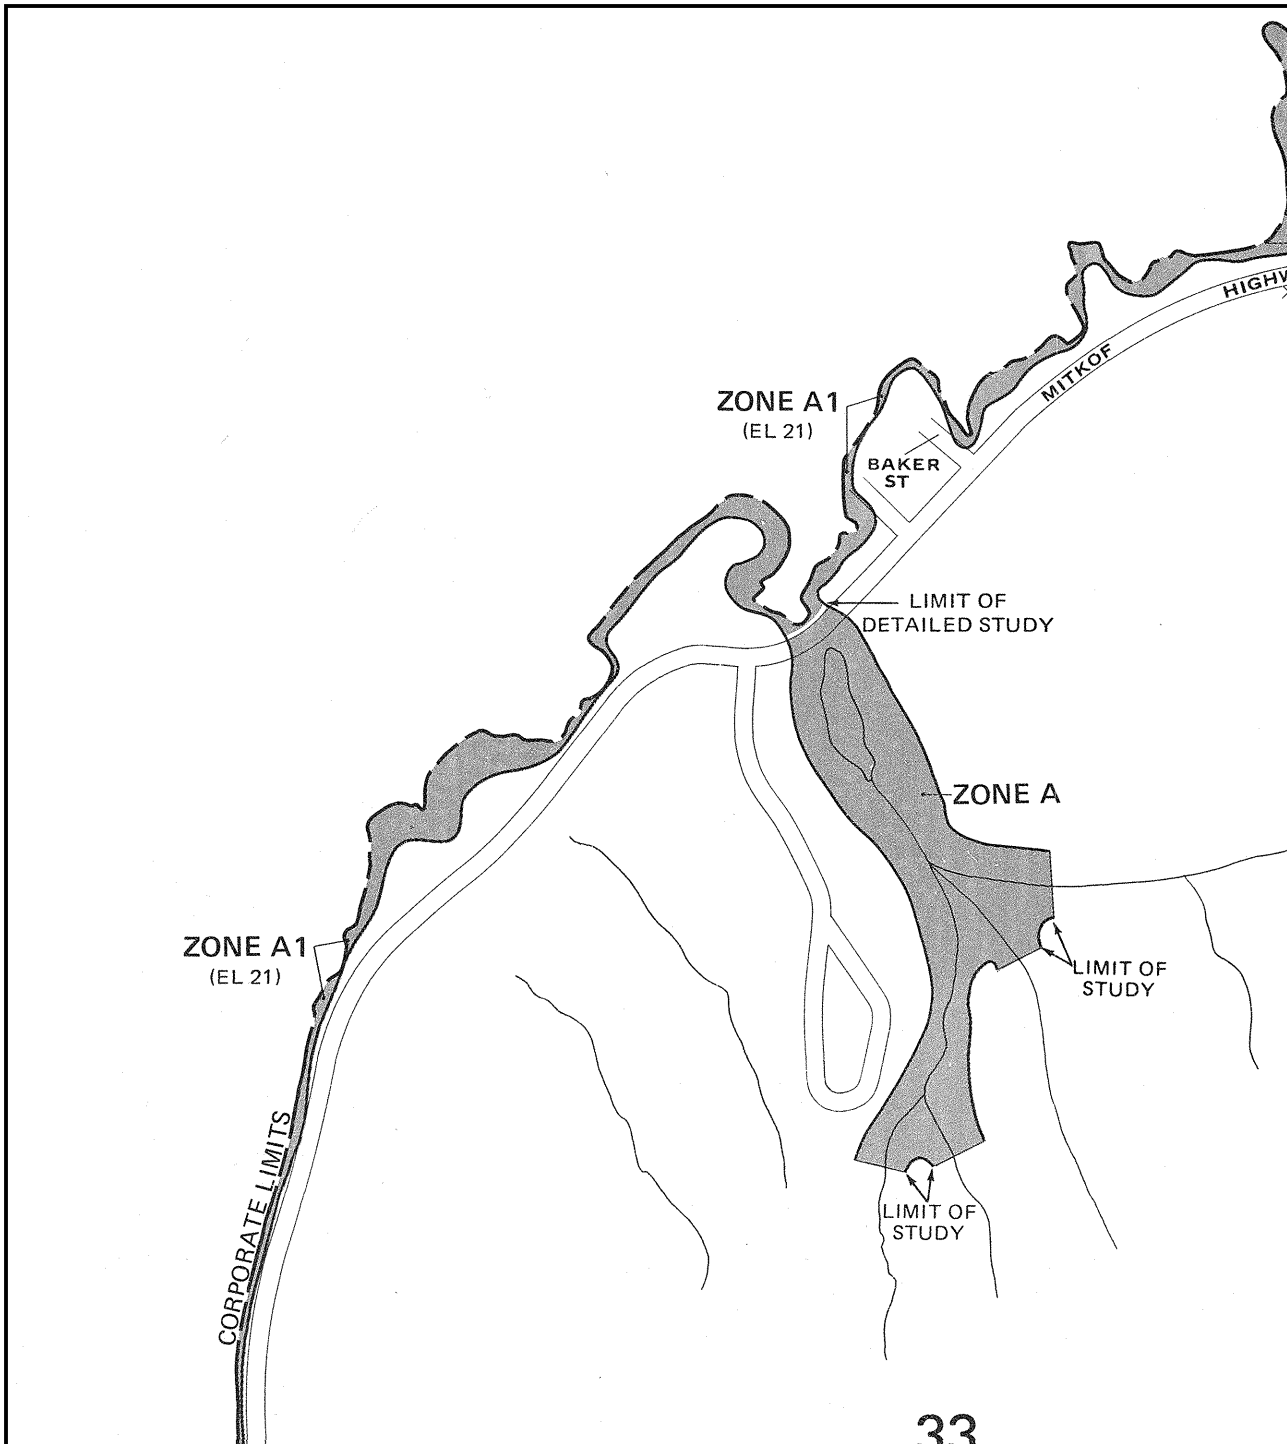 HIGHW
MITKOF
ZONE A1
(EL 21)
BAKER
ST
LIMIT OF
DETAILED STUDY
ZONE A
ZONE A1
(EL 21)
LIMIT OF
STUDY
CORPORATE LIMITS
LIMIT OF
STUDY
33